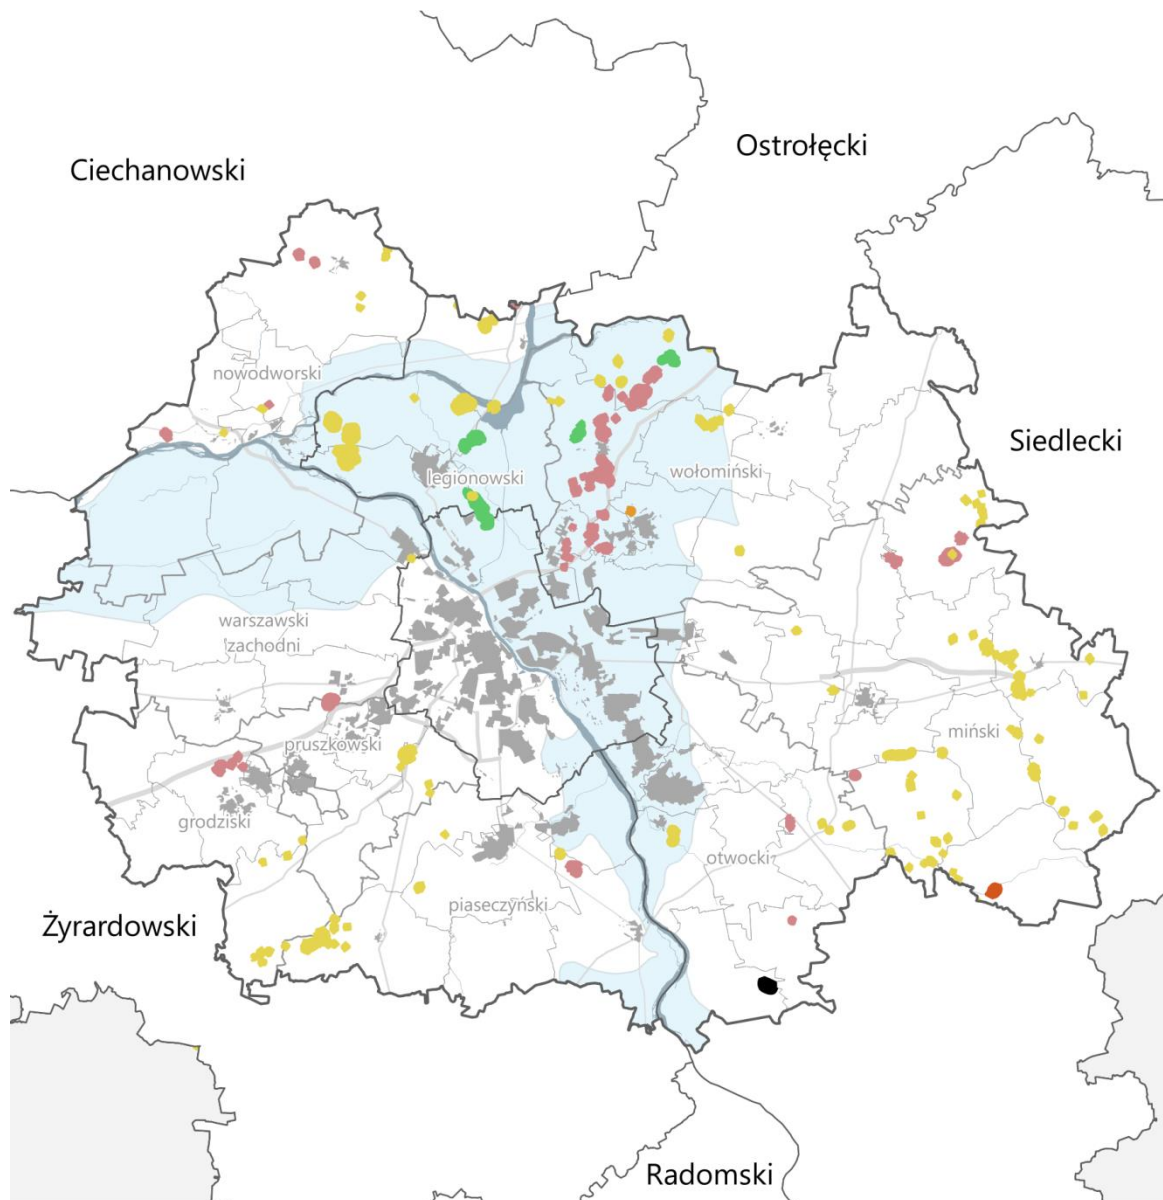 Ostrołęcki
Ciechanowski
nowodworski
Siedlecki
wołomiński
legionowski
warszawski
zachodni
miński
pruszkowski
grodziski
otwocki
piaseczyński
Żyrardowski
Radomski